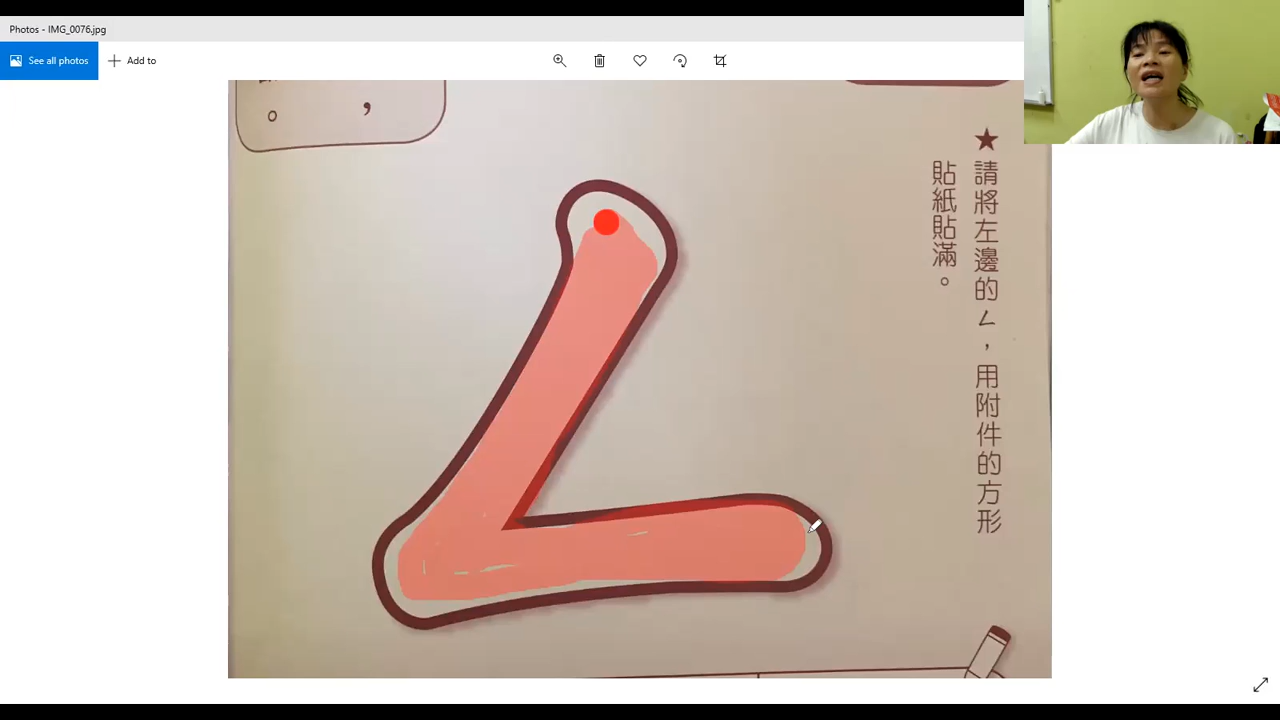 Photos - IMG_0076.jpg
See all photos
Add to
。 ，
★請將左邊的ㄥ，用附件的方形
貼紙貼滿。
ㄥ